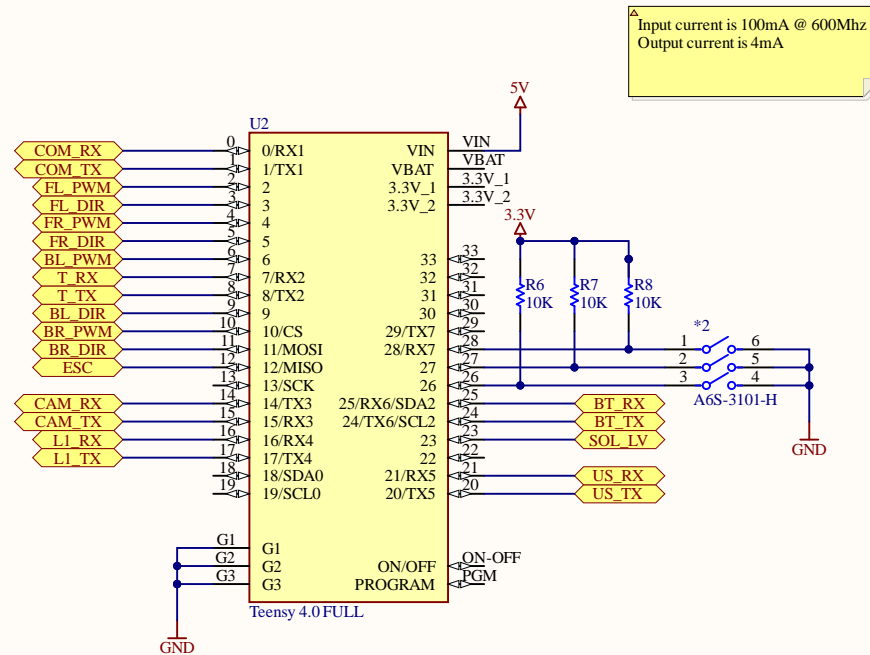 Input current is 100mA @ 600Mhz
Output current is 4mA
5V
U2
COM_RX 0 0/RX1 VIN VIN
COM_TX 1 1/TX1 VBAT VBAT
FL_PWM 2 2 3.3V_1 3.3V_1
FL_DIR 3 3 3.3V_2 3.3V_2
FR_PWM 4 4 3.3V
FR_DIR 5 5
BL_PWM 6 6 33 33
T_RX 7 7/RX2 32 32 R6 R7 R8
T_TX 8 8/TX2 31 31 10K 10K 10K
BL_DIR 9 9 30 30
BR_PWM 10 10/CS 29/TX7 29 *2
BR_DIR 11 11/MOSI 28/RX7 28 1 6
ESC 12 12/MISO 27 27 2 5
13 13/SCK 26 26 3 4
CAM_RX 14 14/TX3 25/RX6/SDA2 25 BT_RX A6S-3101-H
CAM_TX 15 15/RX3 24/TX6/SCL2 24 BT_TX
L1_RX 16 16/RX4 23 23 SOL_LV
L1_TX 17 17/TX4 22 22 GND
18 18/SDA0 21/RX5 21 US_RX
19 19/SCL0 20/TX5 20 US_TX
G1 G1
G2 G2 ON/OFF ON-OFF
G3 G3 PROGRAM PGM
Teensy 4.0 FULL
GND